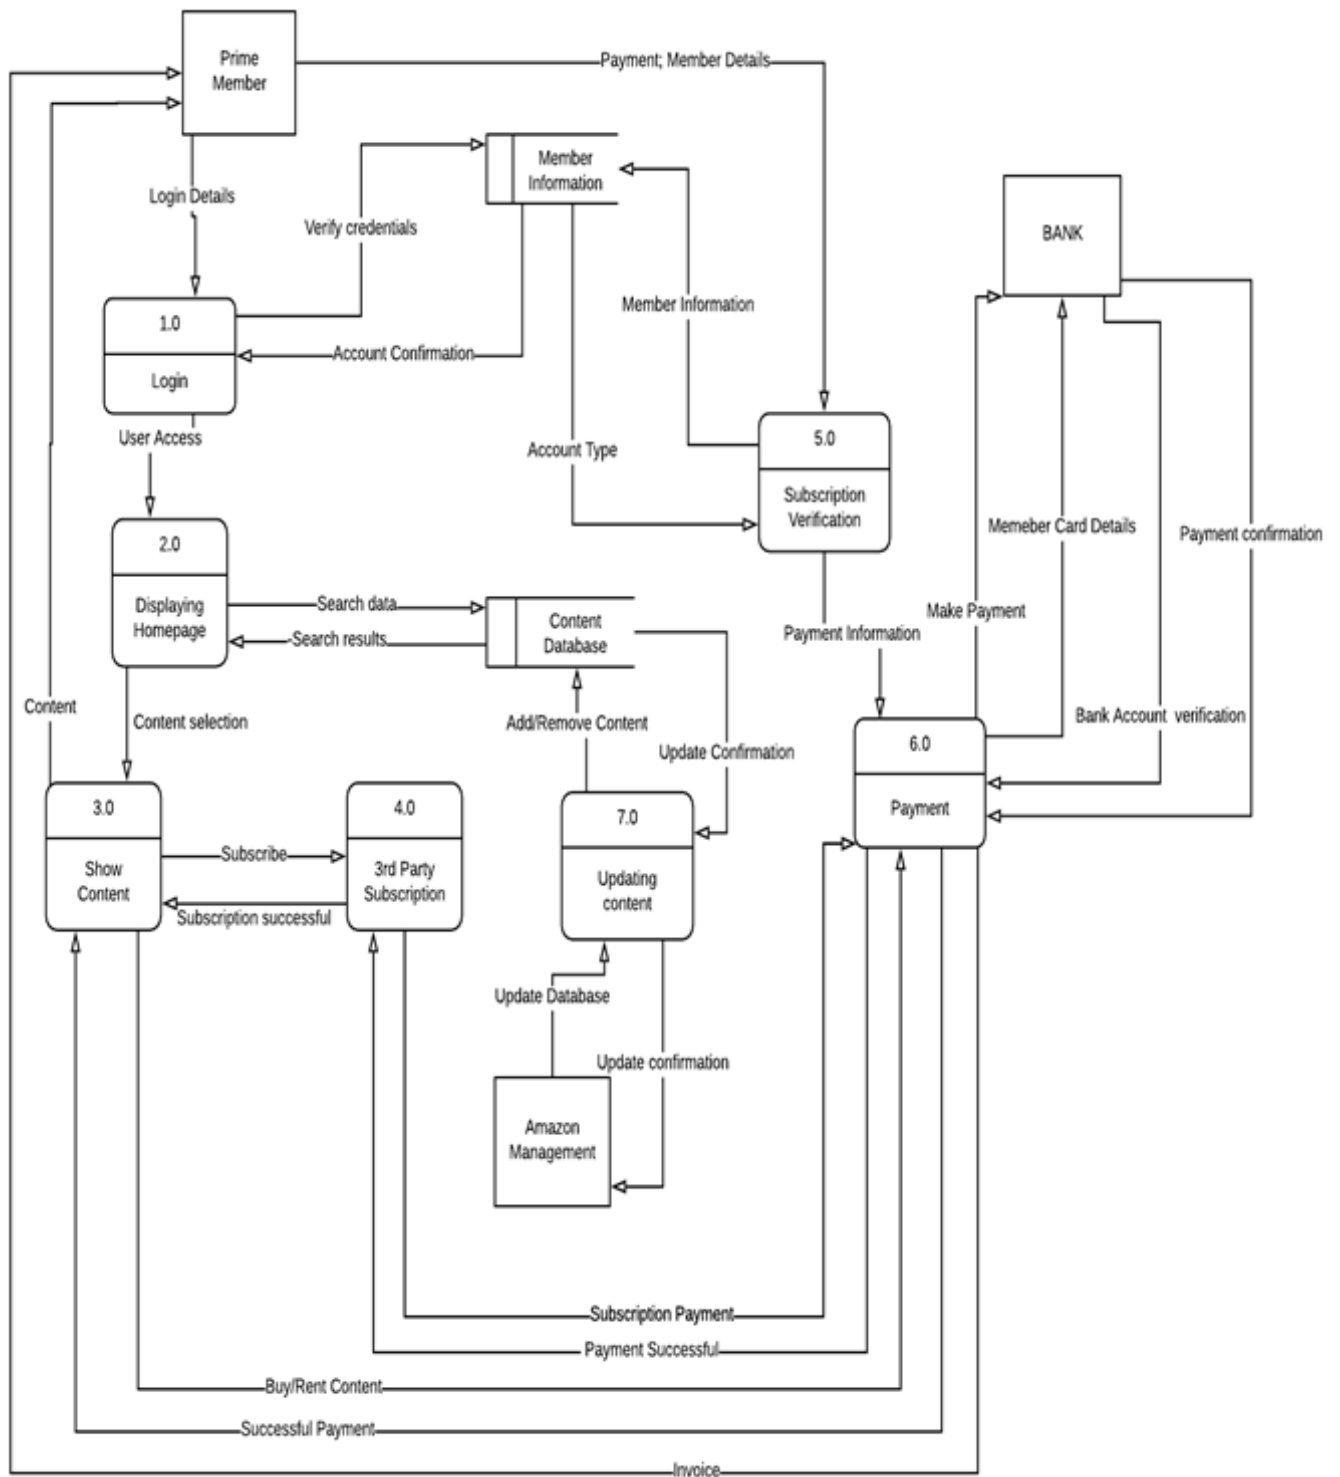 Prime
Member
Payment; Member Details
Member
Information
Login Details
Verify credentials
BANK
Member Information
1.0
Login
Account Confirmation
User Access
5.0
Subscription
Verification
Account Type
2.0
Displaying
Homepage
Search data
Search results
Content
Database
Memeber Card Details
Payment confirmation
Make Payment
Payment Information
Content
Content selection
Add/Remove Content
Update Confirmation
Bank Account verification
6.0
Payment
3.0
Show
Content
Subscribe
Subscription successful
4.0
3rd Party
Subscription
7.0
Updating
content
Update Database
Update confirmation
Amazon
Management
Subscription Payment
Payment Successful
Buy/Rent Content
Successful Payment
Invoice